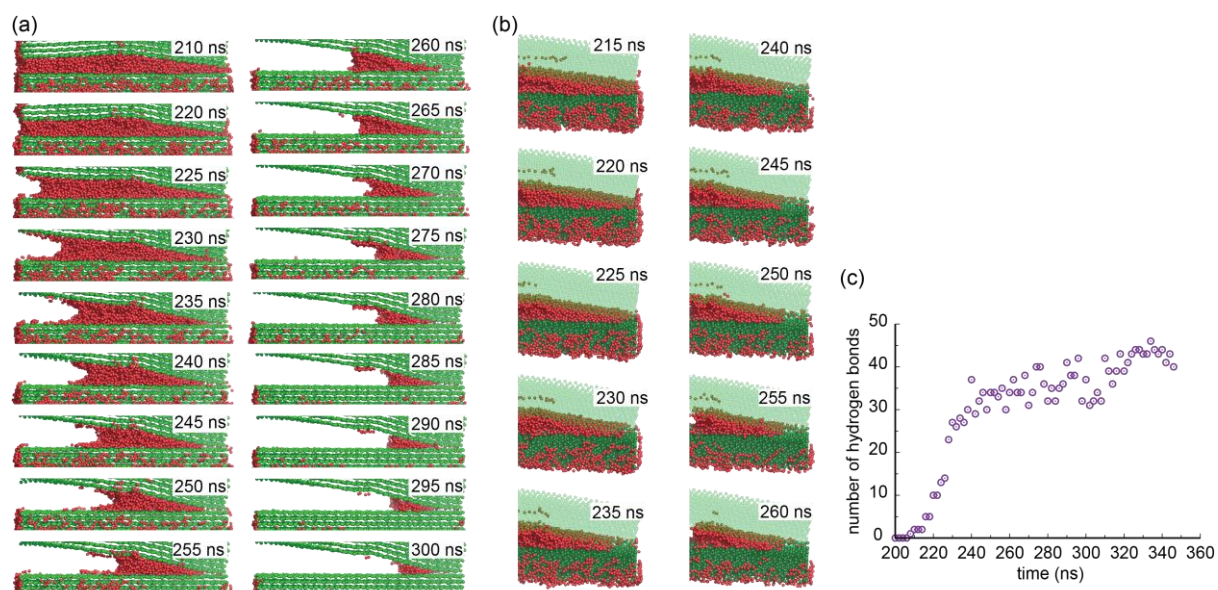 (a)
210 ns
220 ns
225 ns
230 ns
235 ns
240 ns
245 ns
250 ns
255 ns
260 ns
265 ns
270 ns
275 ns
280 ns
285 ns
290 ns
295 ns
300 ns
(b)
215 ns
220 ns
225 ns
230 ns
235 ns
240 ns
245 ns
250 ns
255 ns
260 ns
(c)
number of hydrogen bonds
50
40
30
20
10
0
200 220 240 260 280 300 320 340 360
time (ns)